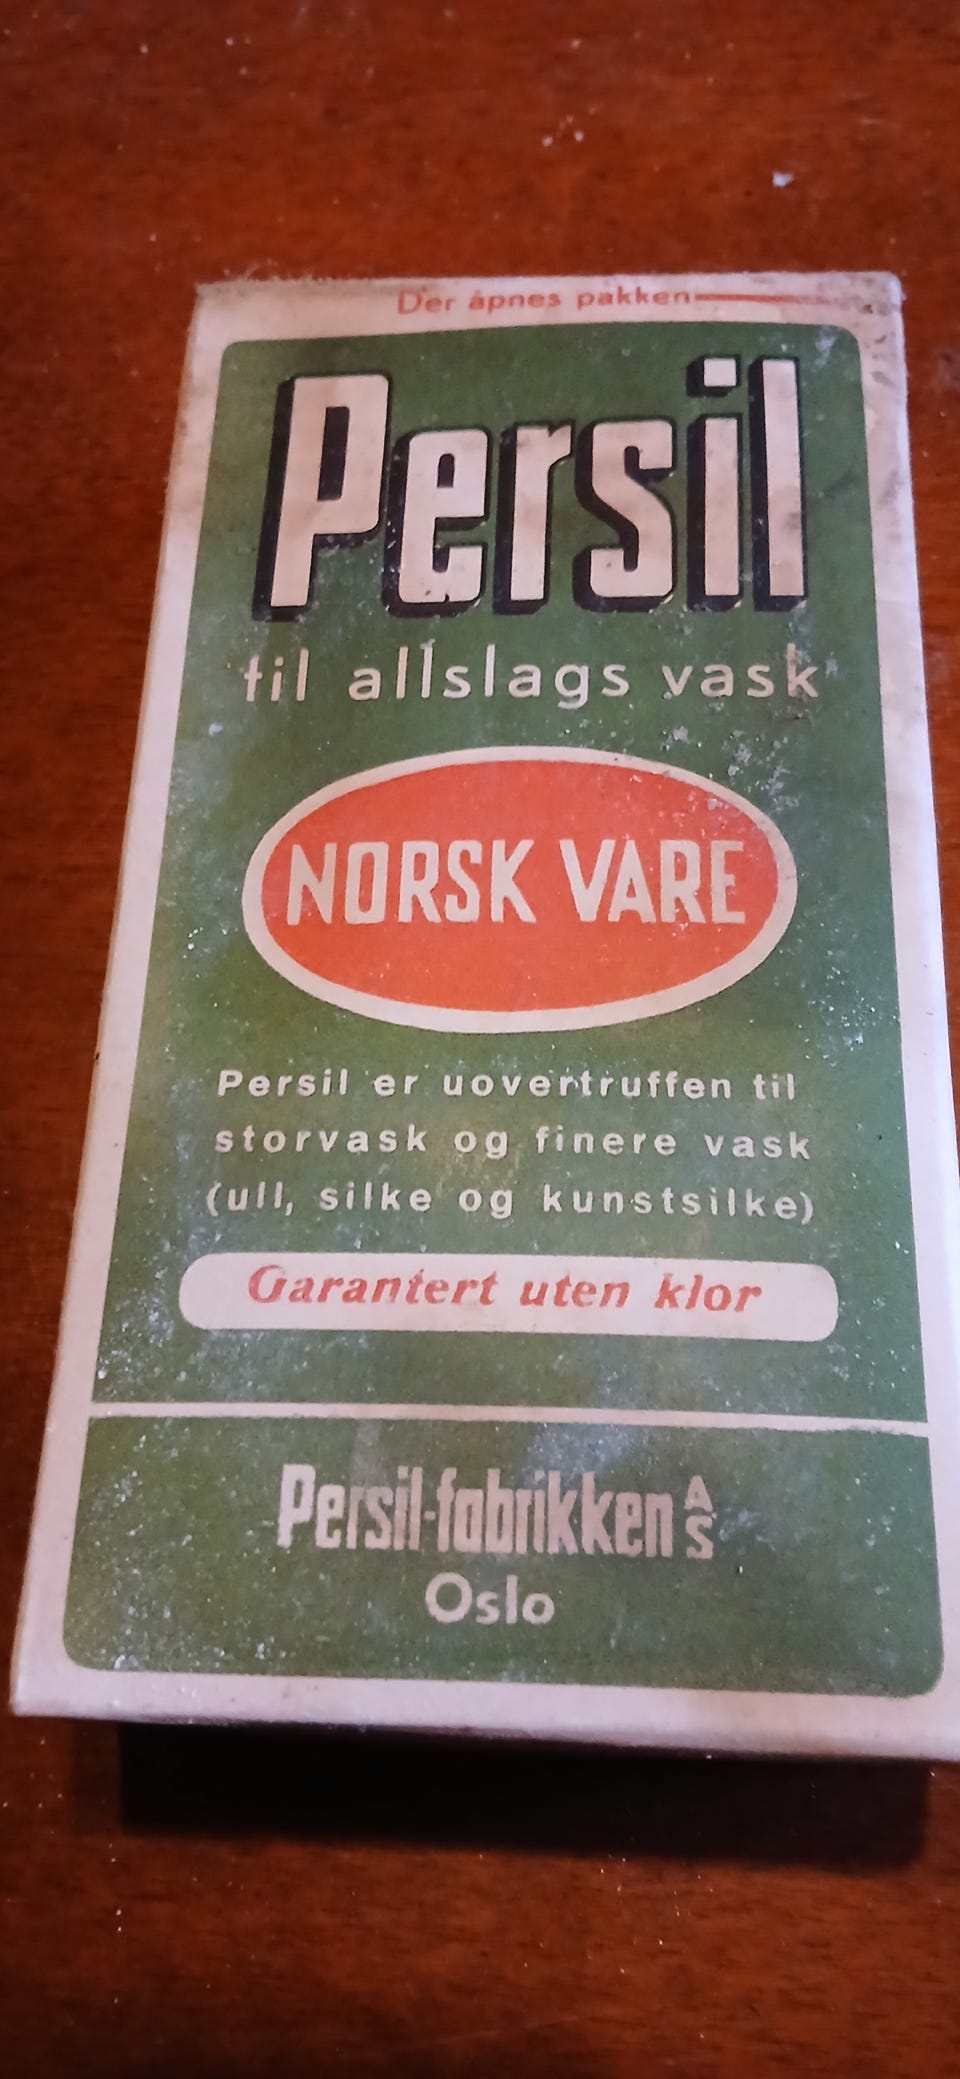 Der åpnes pakken
Persil
til allslags vask
NORSK VARE
Persil er uovertruffen til
storvask og finere vask
(ull, silke og kunstsilke)
Garantert uten klor
Persil-fabrikken A/S
Oslo